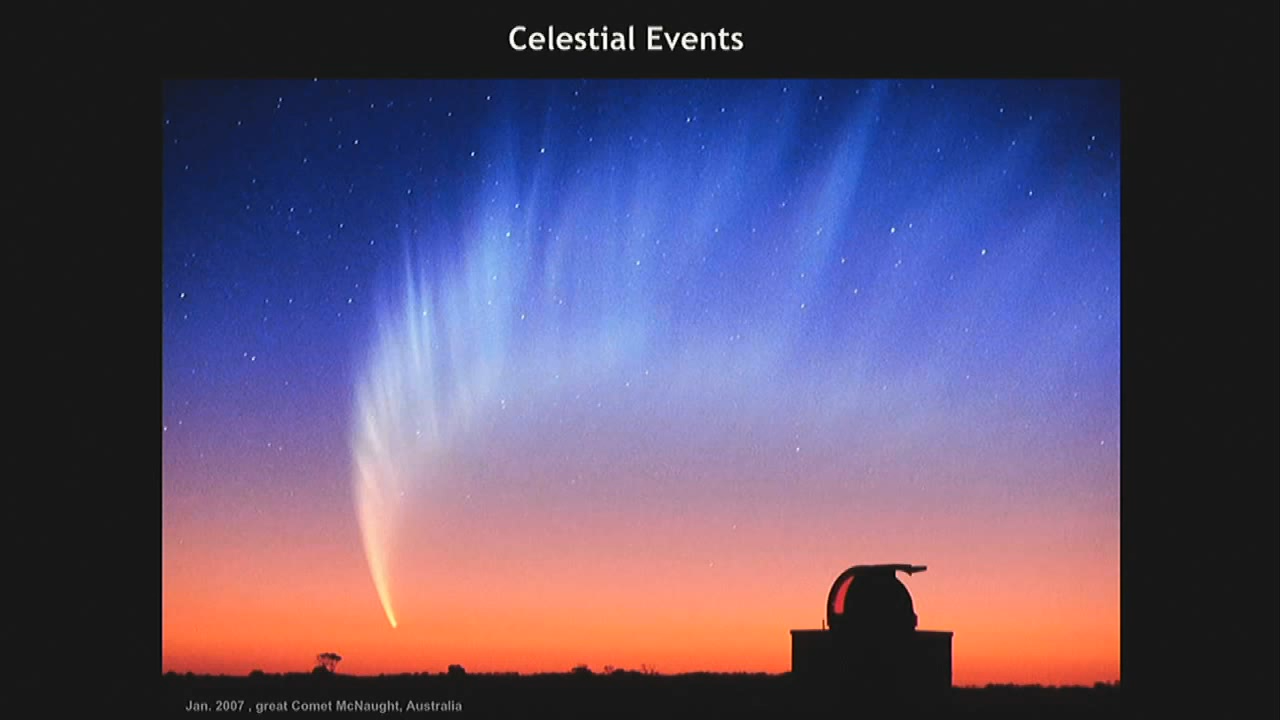 Celestial Events
Jan. 2007 , great Comet McNaught, Australia